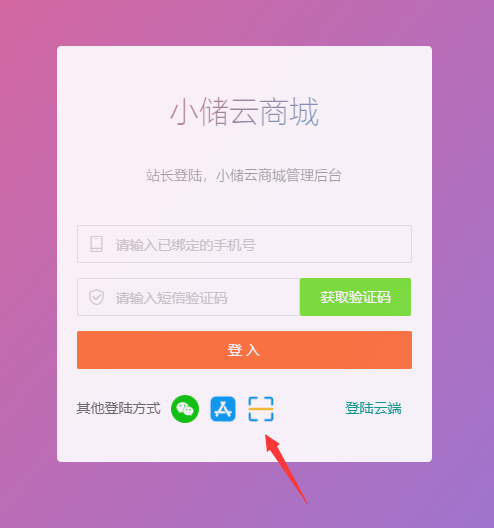 小储云商城
站长登陆，小储云商城管理后台
请输入已绑定的手机号
请输入短信验证码 获取验证码
登 入
其他登陆方式 登陆云端